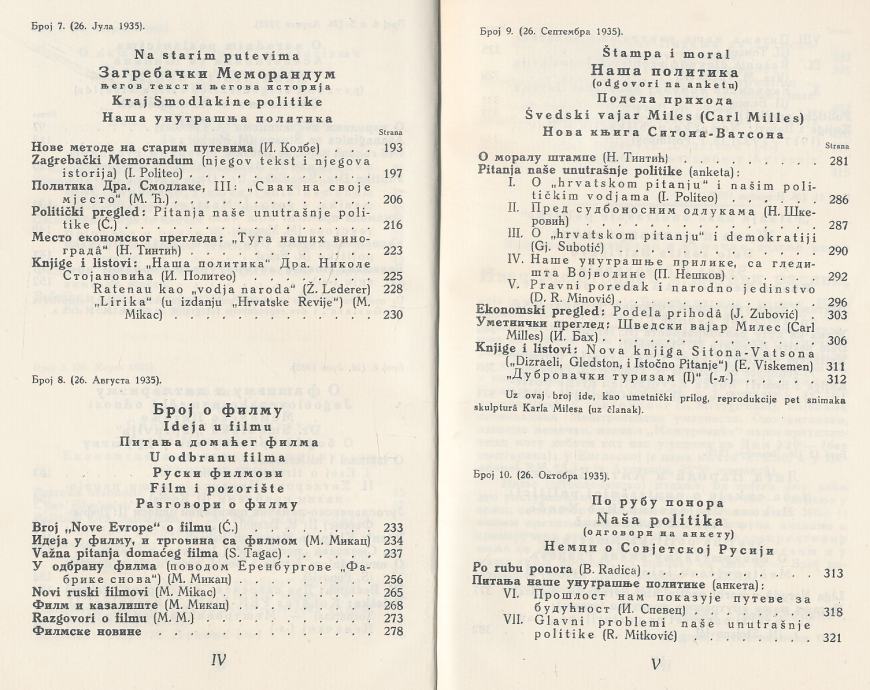 Број 7. (26. Јула 1935).
Na starim putevima
Загребачки Меморандум
његов текст и његова историја
Kraj Smodlakine politike
Наша унутрашња политика
Strana
Нове методе на старим путевима (И. Колбе) . . . 193
Zagrebački Memorandum (njegov tekst i njegova
istorija) (I. Politeo) . . . . . . . . . . 197
Политика Дра. Смодлаке, III: „Свак на своје
мјесто“ (М. Ћ.) . . . . . . . . . . . . 206
Politički pregled: Pitanja naše unutrašnje poli-
tike (Ć.) . . . . . . . . . . . . . . 216
Место економског прегледа: „Туга наших вино-
градâ“ (Н. Тинтић) . . . . . . . . . . 223
Knjige i listovi: „Наша политика“ Дра. Николе
Стојановића (И. Политео) . . . . . . . 225
Ratenau kao „vodja naroda“ (Ž. Lederer) 228
„Lirika“ (u izdanju „Hrvatske Revije“) (M.
Mikac) . . . . . . . . . . . . . 230
Број 8. (26. Августа 1935).
Број о филму
Ideja u filmu
Питања домаћег филма
U odbranu filma
Руски филмови
Film i pozorište
Разговори о филму
Broj „Nove Evrope“ o filmu (Ć.) . . . . . . . 233
Идеја у филму, и трговина са филмом (М. Микац) 234
Važna pitanja domaćeg filma (S. Tagac) . . . . . . 237
У одбрану филма (поводом Еренбургове „Фа-
брике снова“) (М. Микац) . . . . . . . 256
Novi ruski filmovi (M. Mikac) . . . . . . . . 265
Филм и казалиште (М. Микац) . . . . . . . . 268
Razgovori o filmu (M. M.) . . . . . . . . . . 273
Филмске новине . . . . . . . . . . . . . 278
IV
Број 9. (26. Септембра 1935).
Štampa i moral
Наша политика
(odgovori na anketu)
Подела прихода
Švedski vajar Miles (Carl Milles)
Нова књига Ситона-Ватсона
Strana
О моралу штампе (Н. Тинтић) . . . . . . . . 281
Pitanja naše unutrašnje politike (anketa):
I. О „hrvatskom pitanju“ i našim poli-
tičkim vodjama (I. Politeo) . . . . . . 286
II. Пред судбоносним одлукама (Н. Шке-
ровић) . . . . . . . . . . . . . 287
III. O „hrvatskom pitanju“ i demokratiji
(Gj. Subotić) . . . . . . . . . . . 290
IV. Наше унутрашње прилике, са гледи-
шта Војводине (П. Нешков) . . . . . . 292
V. Pravni poredak i narodno jedinstvo
(D. R. Minović) . . . . . . . . . . 296
Ekonomski pregled: Podela prihodâ (J. Zubović) . 303
Уметнички преглед: Шведски вајар Милес (Carl
Milles) (И. Бах) . . . . . . . . . . . 306
Knjige i listovi: Nova knjiga Sitona-Vatsona
(„Dizraeli, Gledston, i Istočno Pitanje“) (E. Viskemen) 311
„Дубровачки туризам (I)“ (-л-) . . . . . . 312
Uz ovaj broj ide, kao umetnički prilog, reprodukcije pet snimaka
skulpturâ Karla Milesa (uz članak).
Број 10. (26. Октобра 1935).
По рубу понора
Naša politika
(одговори на анкету)
Немци о Совјетској Русији
Po rubu ponora (B. Radica) . . . . . . . . . 313
Питања наше унутрашње политике (анкета):
VI. Прошлост нам показује путеве за
будућност (И. Спевец) . . . . . . . . 318
VII. Glavni problemi naše unutrašnje
politike (R. Mitković) . . . . . . . . 321
V